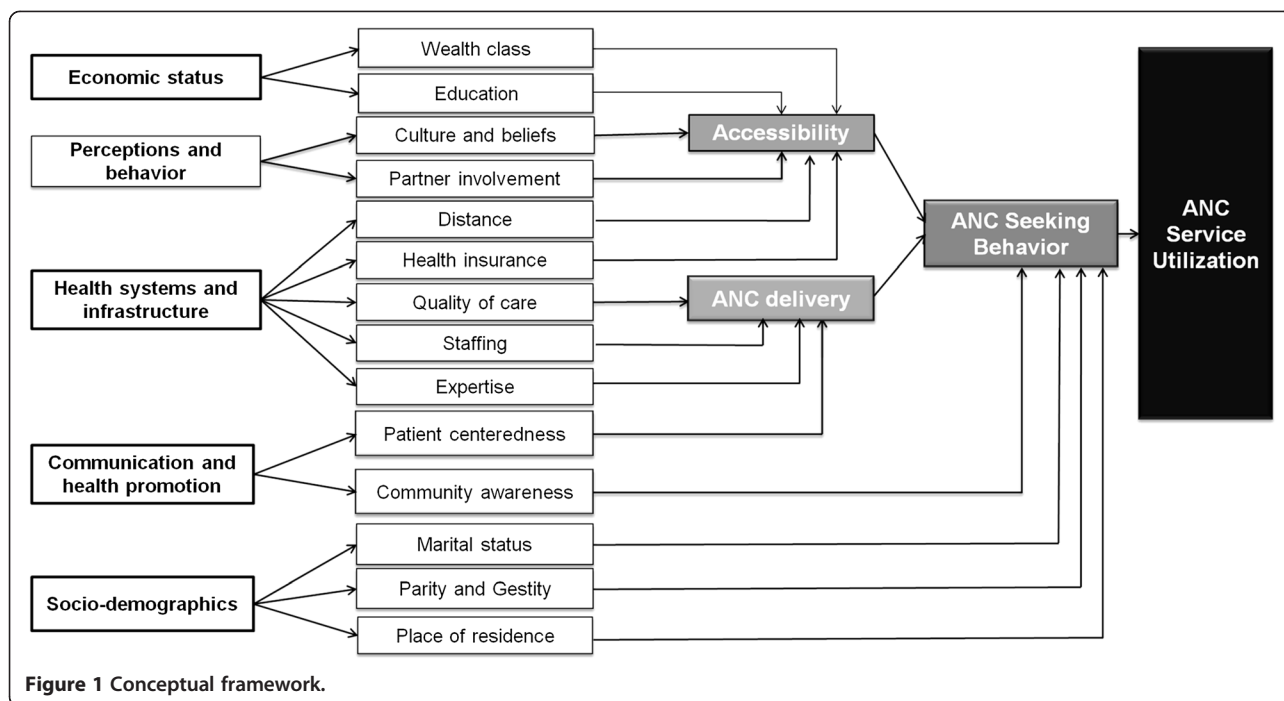 Economic status
Perceptions and
behavior
Health systems and
infrastructure
Communication and
health promotion
Socio-demographics
Wealth class
Education
Culture and beliefs
Partner involvement
Distance
Health insurance
Quality of care
Staffing
Expertise
Patient centeredness
Community awareness
Marital status
Parity and Gestity
Place of residence
Accessibility
ANC delivery
ANC Seeking
Behavior
ANC
Service
Utilization
Figure 1 Conceptual framework.